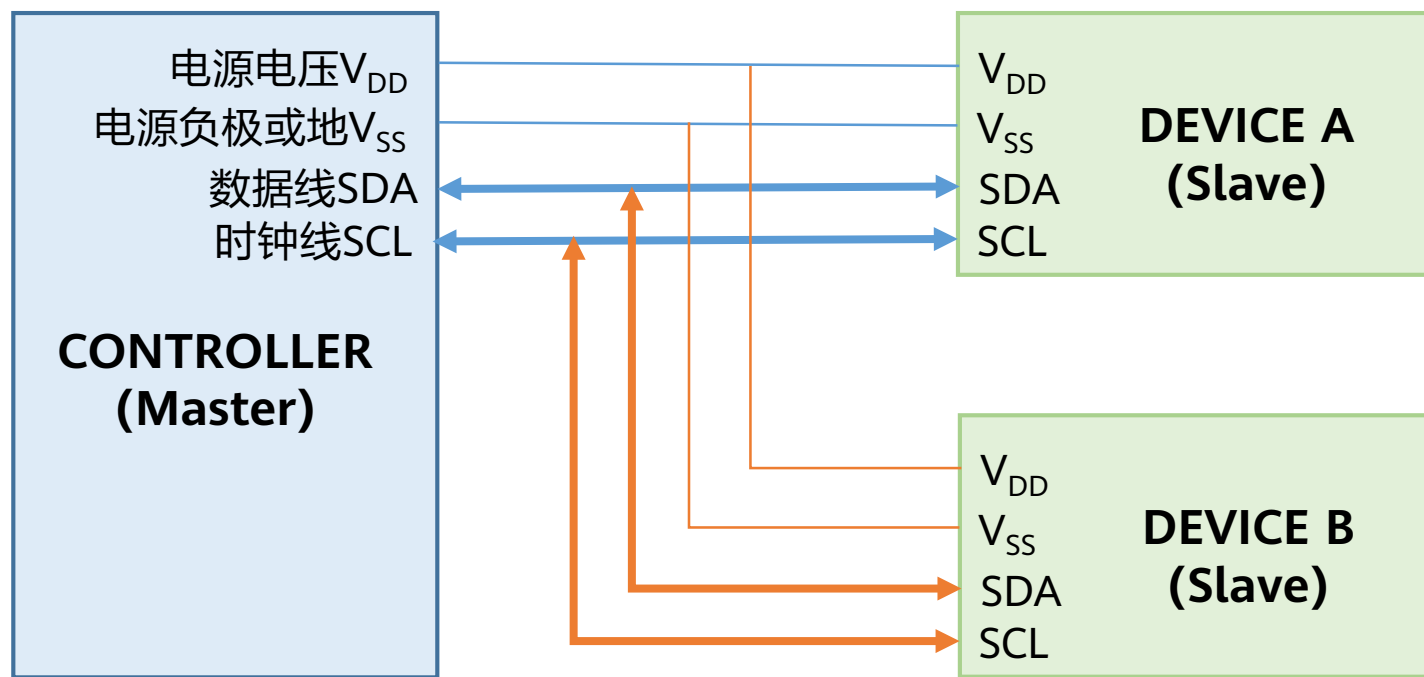 电源电压VDD
电源负极或地VSS
数据线SDA
时钟线SCL
CONTROLLER
(Master)
VDD
VSS
SDA
SCL
DEVICE A
(Slave)
VDD
VSS
SDA
SCL
DEVICE B
(Slave)